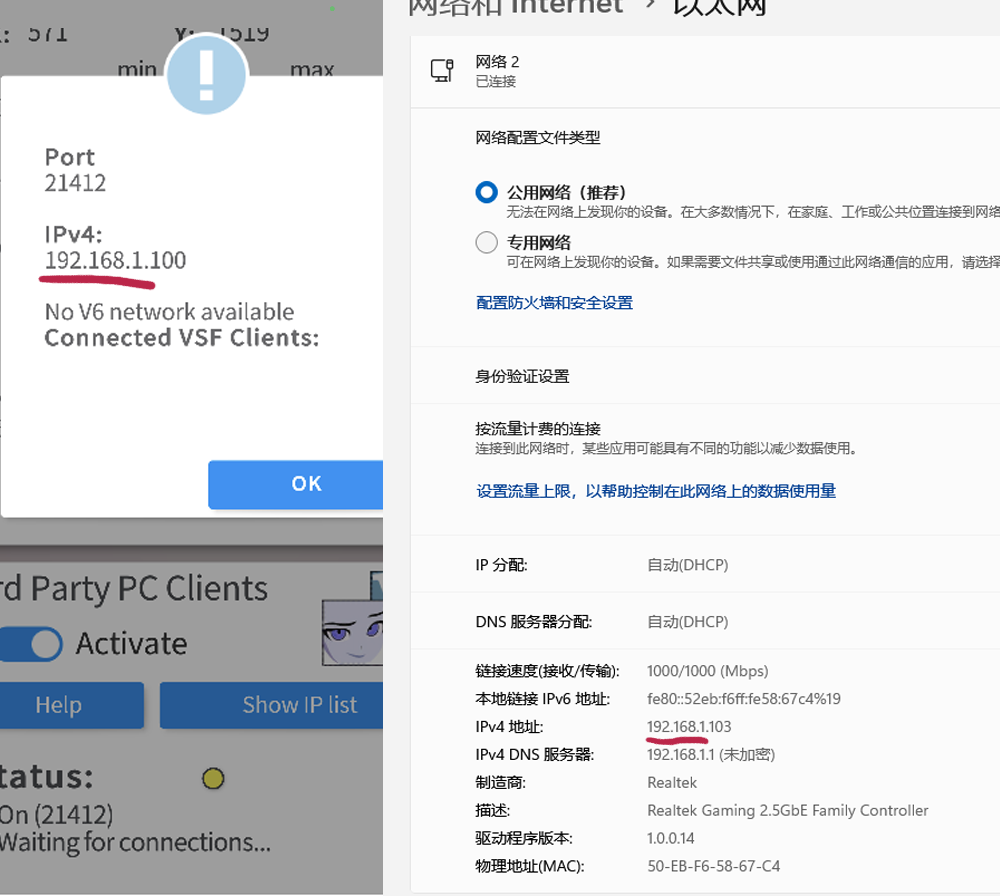 571
Y: 1519
min
max
Port
21412
IPv4:
192.168.1.100
No V6 network available
Connected VSF Clients:
OK
rd Party PC Clients
Activate
Help
Show IP list
tatus:
On (21412)
Waiting for connections...
网络和 Internet › 以太网
网络 2
已连接
网络配置文件类型
公用网络（推荐）
无法在网络上发现你的设备。在大多数情况下，在家庭、工作或公共位置连接到网络
专用网络
可在网络上发现你的设备。如果需要文件共享或使用通过此网络通信的应用，请选择
配置防火墙和安全设置
身份验证设置
按流量计费的连接
连接到此网络时，某些应用可能具有不同的功能以减少数据使用。
设置流量上限，以帮助控制在此网络上的数据使用量
IP 分配: 自动(DHCP)
DNS 服务器分配: 自动(DHCP)
链接速度(接收/传输): 1000/1000 (Mbps)
本地链接 IPv6 地址: fe80::52eb:f6ff:fe58:67c4%19
IPv4 地址: 192.168.1.103
IPv4 DNS 服务器: 192.168.1.1 (未加密)
制造商: Realtek
描述: Realtek Gaming 2.5GbE Family Controller
驱动程序版本: 1.0.0.14
物理地址(MAC): 50-EB-F6-58-67-C4